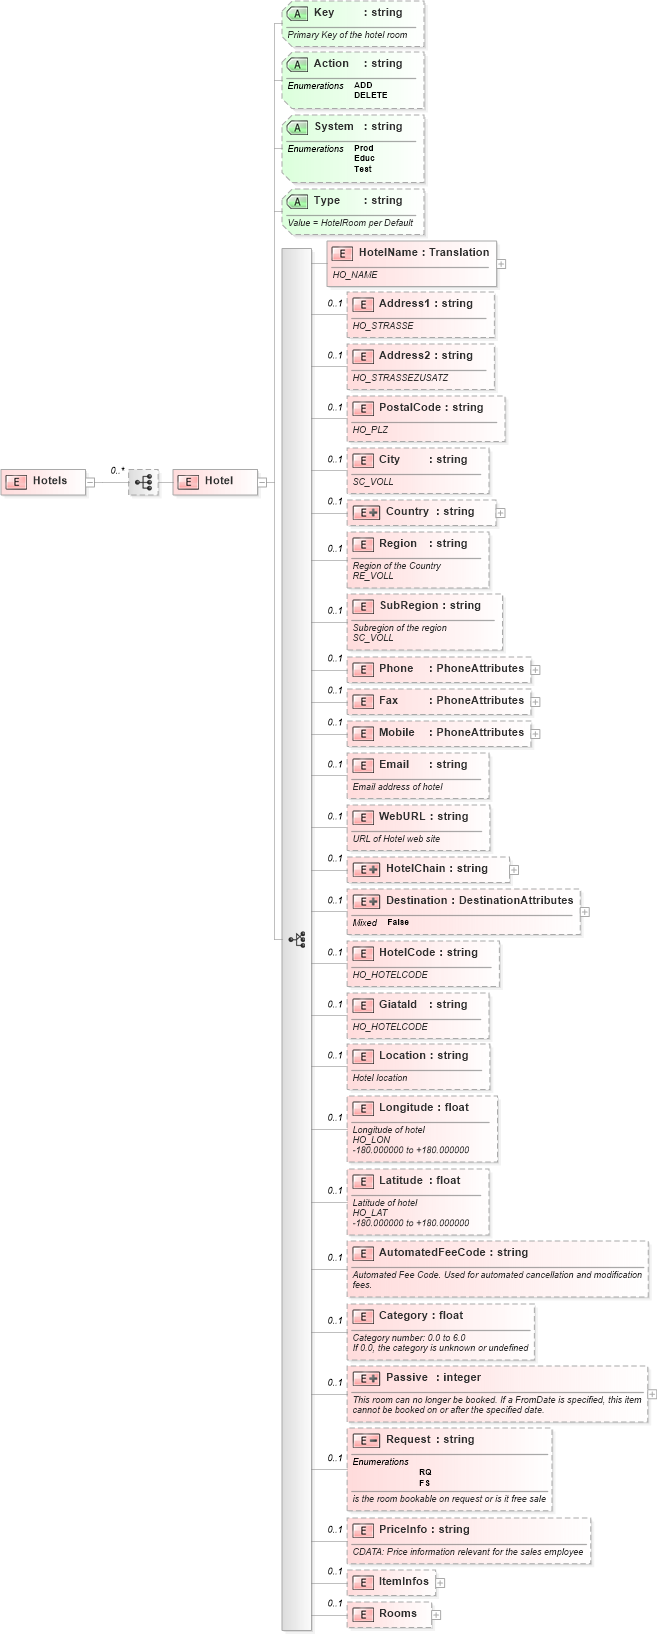 A Key : string
Primary Key of the hotel room
A Action : string
Enumerations ADD
DELETE
A System : string
Enumerations Prod
Educ
Test
A Type : string
Value = HotelRoom per Default
E HotelName : Translation
HO_NAME
0..1 E Address1 : string
HO_STRASSE
0..1 E Address2 : string
HO_STRASSEZUSATZ
0..1 E PostalCode : string
HO_PLZ
0..1 E City : string
SC_VOLL
E Hotels 0..* E Hotel
0..1 E Country : string
0..1 E Region : string
Region of the Country
RE_VOLL
0..1 E SubRegion : string
Subregion of the region
SC_VOLL
0..1 E Phone : PhoneAttributes
0..1 E Fax : PhoneAttributes
0..1 E Mobile : PhoneAttributes
0..1 E Email : string
Email address of hotel
0..1 E WebURL : string
URL of Hotel web site
0..1 E HotelChain : string
0..1 E Destination : DestinationAttributes
Mixed False
0..1 E HotelCode : string
HO_HOTELCODE
0..1 E GiataId : string
HO_HOTELCODE
0..1 E Location : string
Hotel location
0..1 E Longitude : float
Longitude of hotel
HO_LON
-180.000000 to +180.000000
0..1 E Latitude : float
Latitude of hotel
HO_LAT
-180.000000 to +180.000000
0..1 E AutomatedFeeCode : string
Automated Fee Code. Used for automated cancellation and modification
fees.
0..1 E Category : float
Category number: 0.0 to 6.0
If 0.0, the category is unknown or undefined
0..1 E Passive : integer
This room can no longer be booked. If a FromDate is specified, this item
cannot be booked on or after the specified date.
0..1 E Request : string
Enumerations
RQ
FS
is the room bookable on request or is it free sale
0..1 E PriceInfo : string
CDATA: Price information relevant for the sales employee
0..1 E ItemInfos
0..1 E Rooms